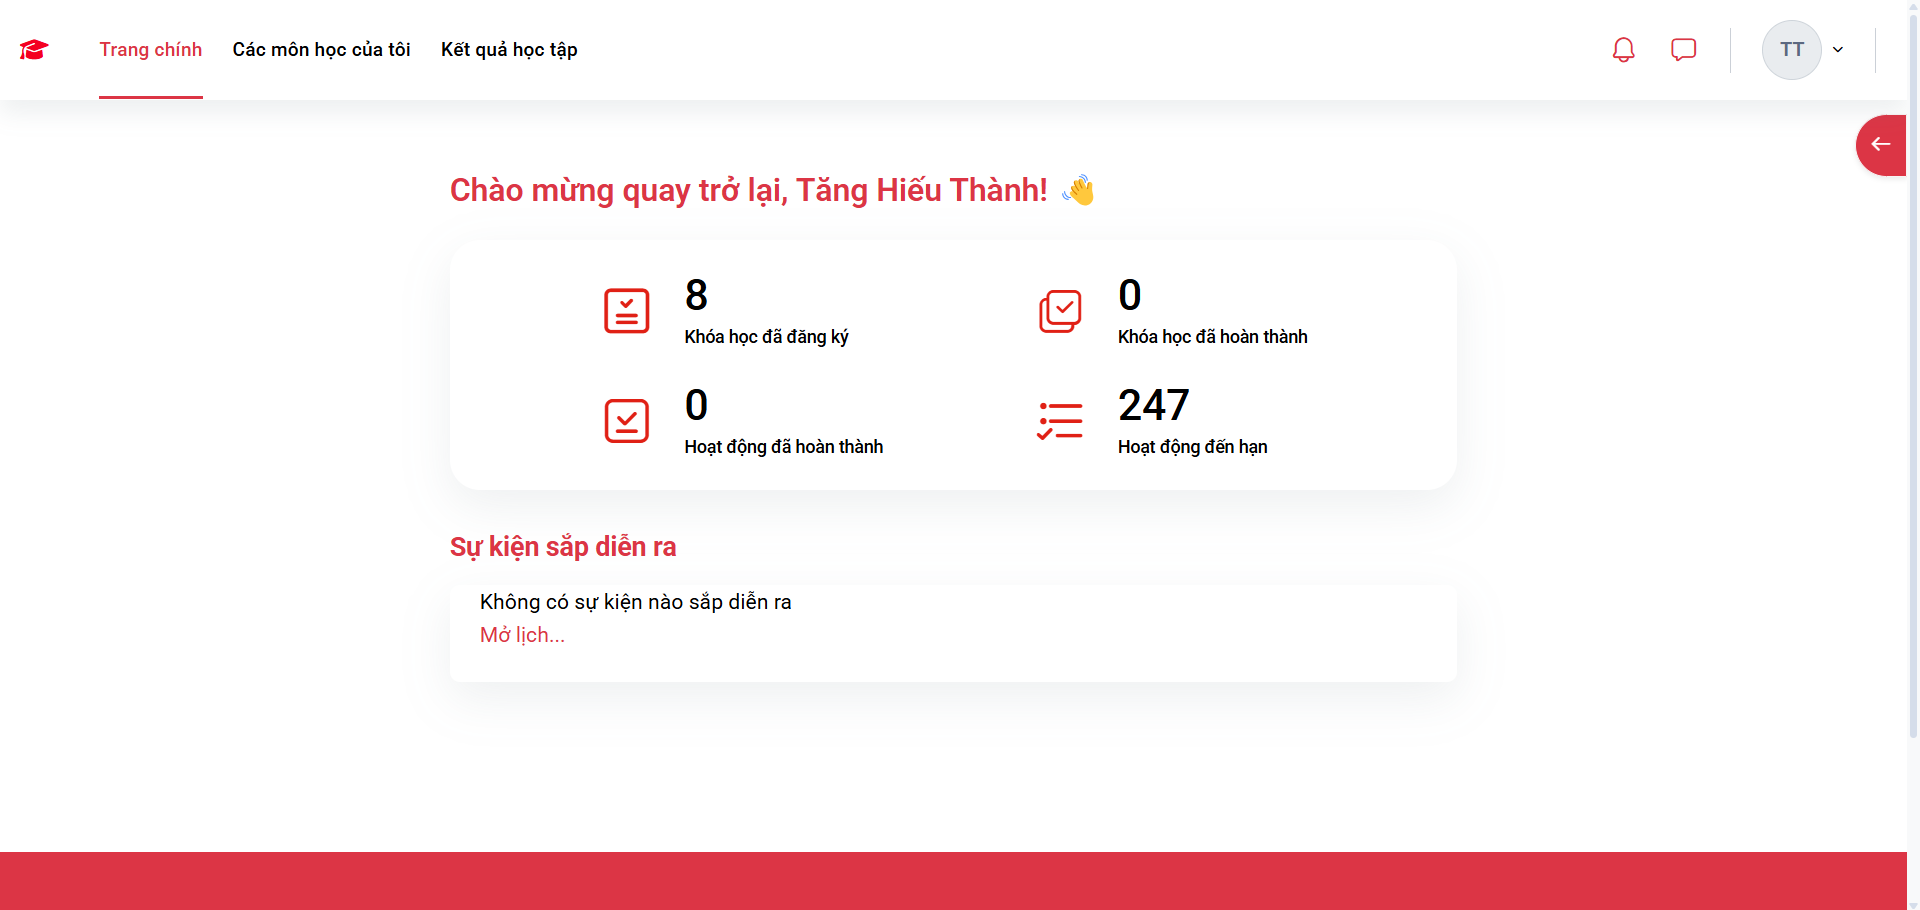 Trang chính
Các môn học của tôi
Kết quả học tập
TT
Chào mừng quay trở lại, Tăng Hiếu Thành! 👋
8
Khóa học đã đăng ký
0
Khóa học đã hoàn thành
0
Hoạt động đã hoàn thành
247
Hoạt động đến hạn
Sự kiện sắp diễn ra
Không có sự kiện nào sắp diễn ra
Mở lịch...